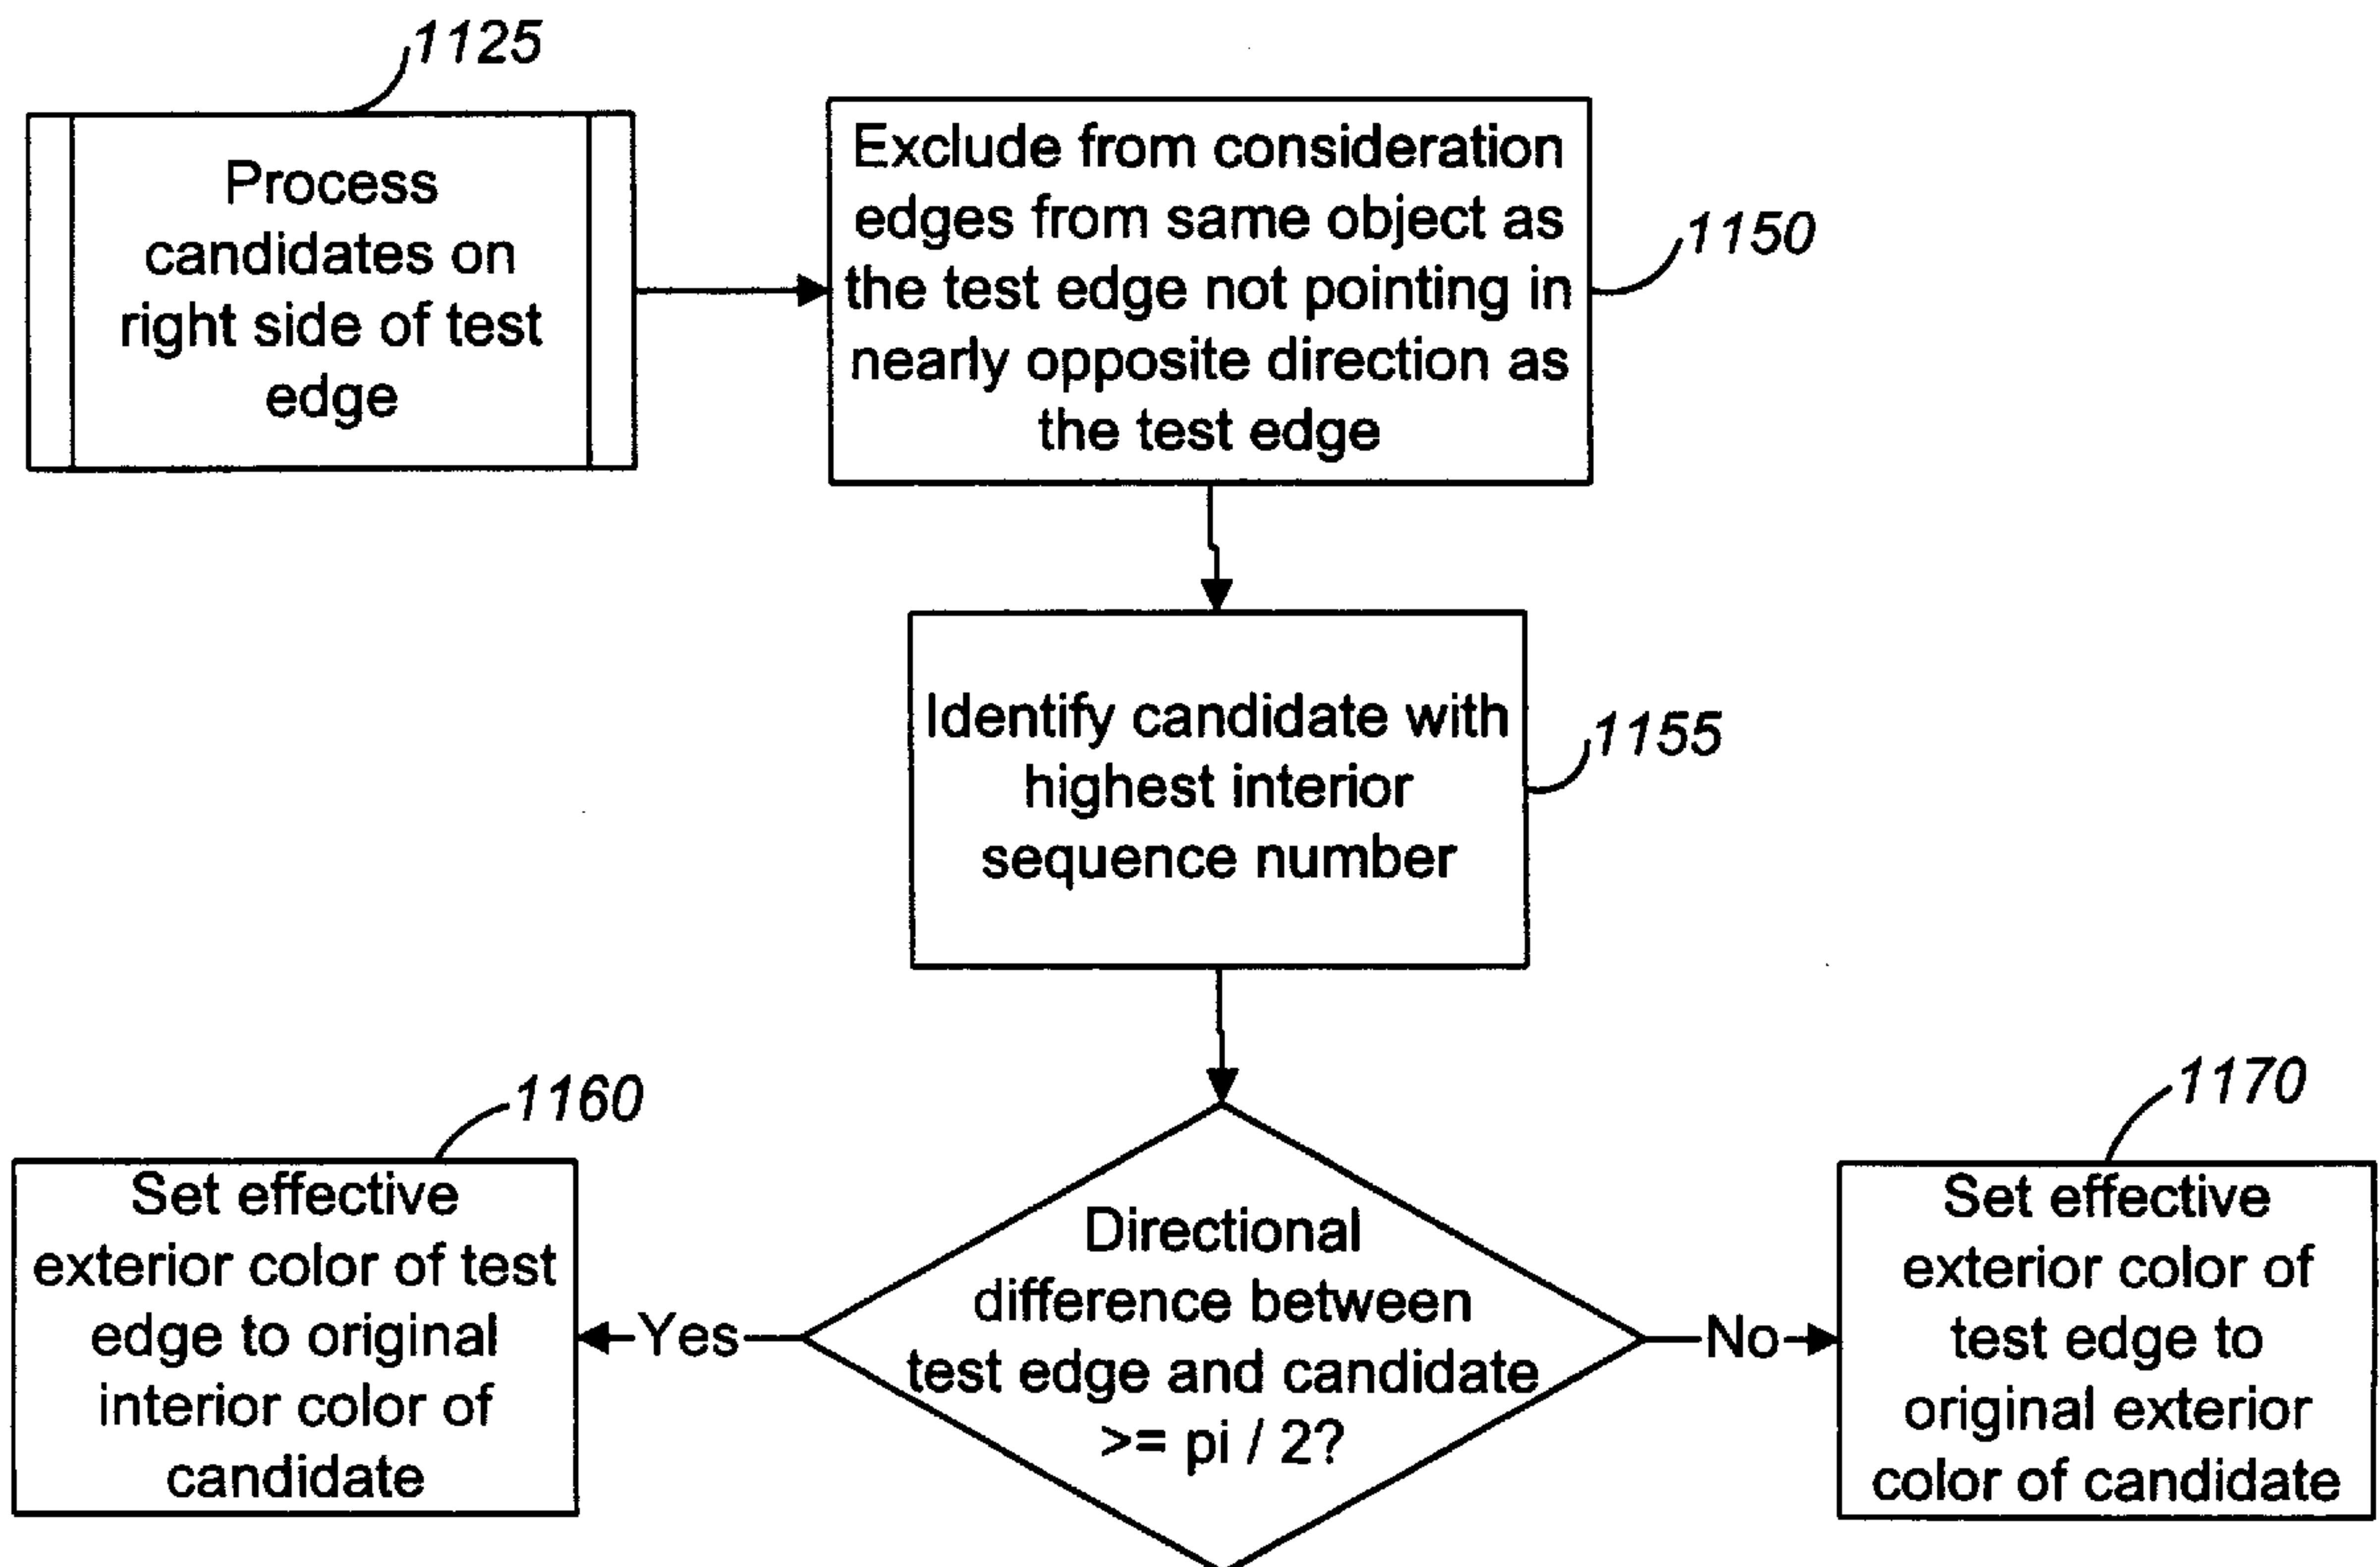 1125
Process
candidates on
right side of test
edge
Exclude from consideration
edges from same object as
the test edge not pointing in
nearly opposite direction as
the test edge
1150
Identify candidate with
highest interior
sequence number
1155
Directional
difference between
test edge and candidate
>= pi / 2?
Yes
1160
Set effective
exterior color of test
edge to original
interior color of
candidate
No
1170
Set effective
exterior color of
test edge to
original exterior
color of candidate